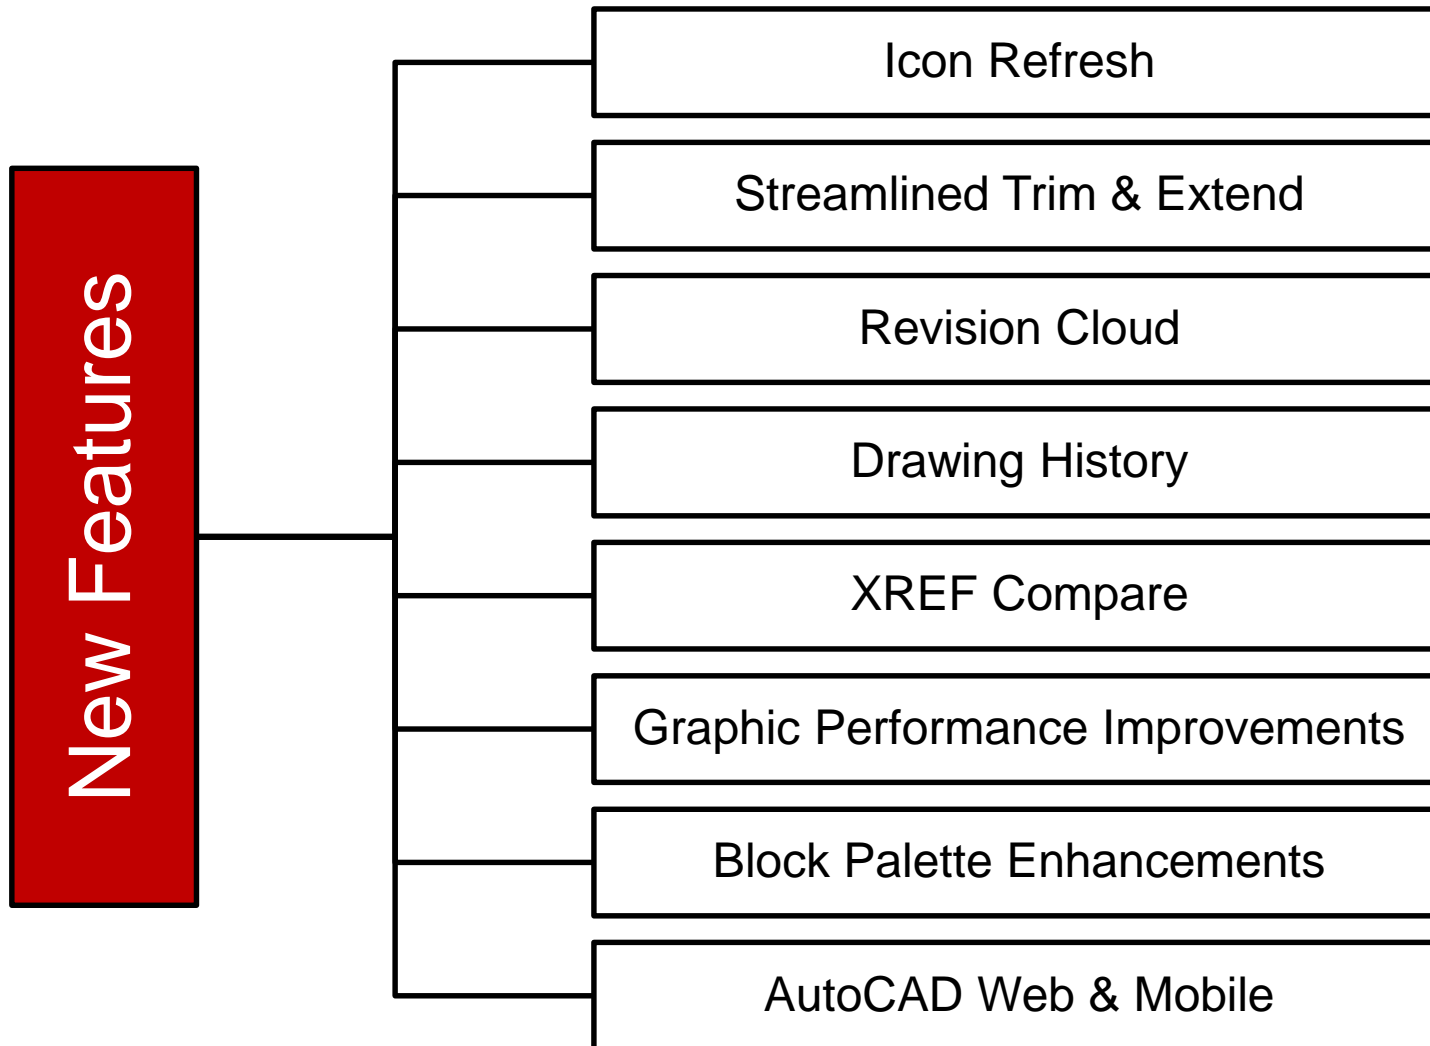 New Features
Icon Refresh
Streamlined Trim & Extend
Revision Cloud
Drawing History
XREF Compare
Graphic Performance Improvements
Block Palette Enhancements
AutoCAD Web & Mobile